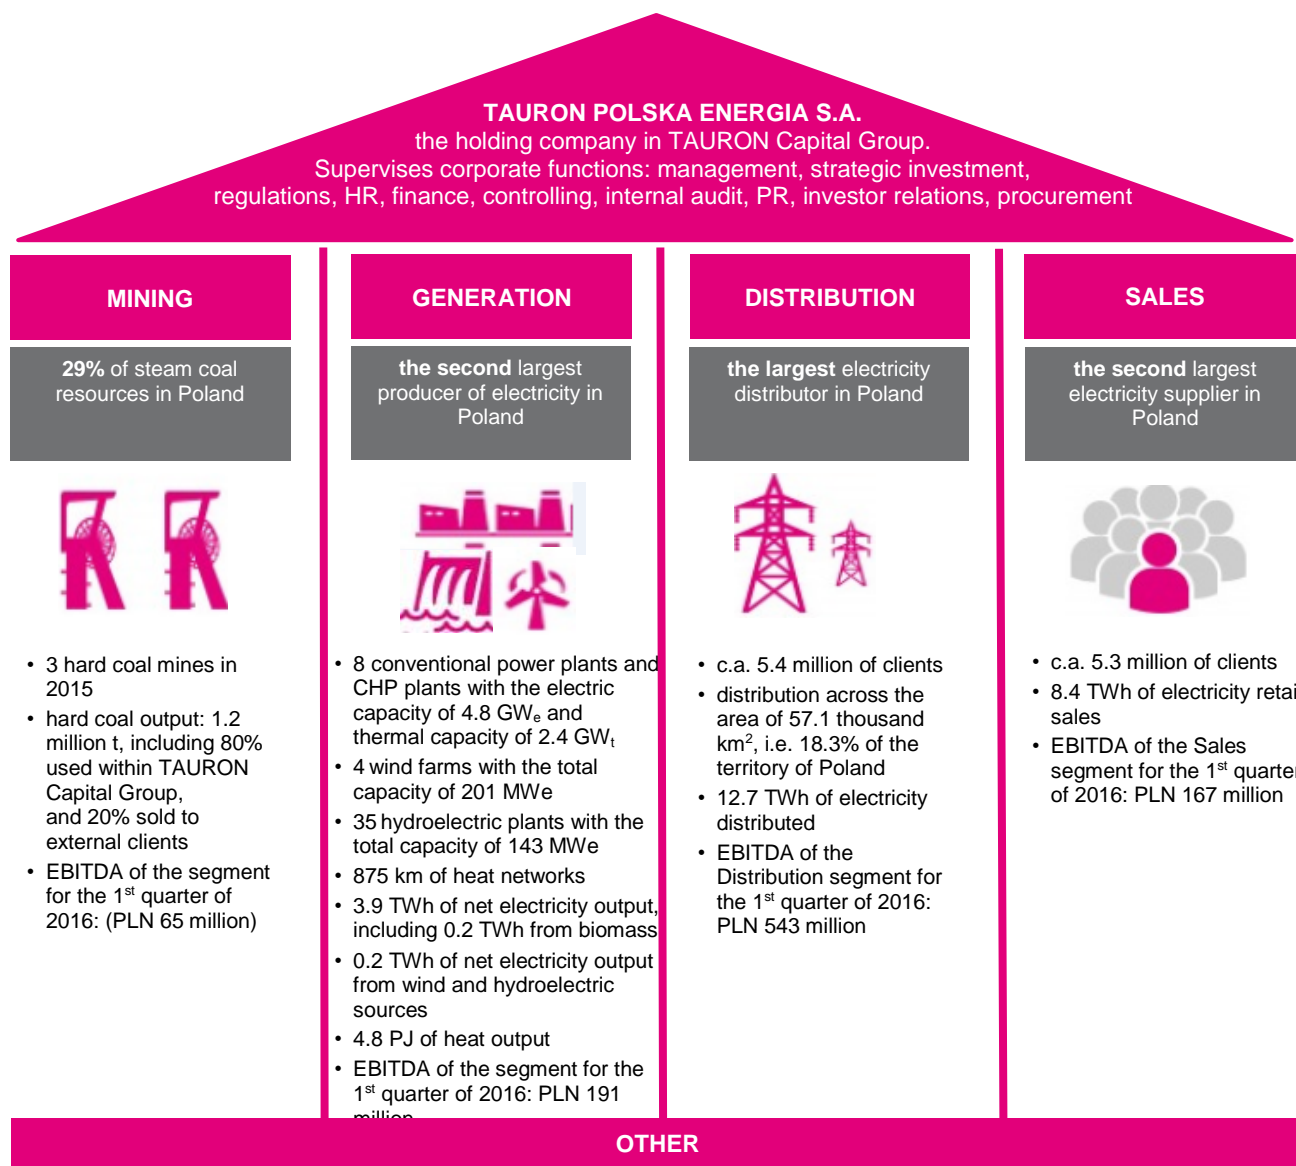 TAURON POLSKA ENERGIA S.A.
the holding company in TAURON Capital Group.
Supervises corporate functions: management, strategic investment,
regulations, HR, finance, controlling, internal audit, PR, investor relations, procurement
MINING
29% of steam coal
resources in Poland
• 3 hard coal mines in
2015
• hard coal output: 1.2
million t, including 80%
used within TAURON
Capital Group,
and 20% sold to
external clients
• EBITDA of the segment
for the 1st quarter of
2016: (PLN 65 million)
GENERATION
the second largest
producer of electricity in
Poland
• 8 conventional power plants and
CHP plants with the electric
capacity of 4.8 GWe and
thermal capacity of 2.4 GWt
• 4 wind farms with the total
capacity of 201 MWe
• 35 hydroelectric plants with the
total capacity of 143 MWe
• 875 km of heat networks
• 3.9 TWh of net electricity output,
including 0.2 TWh from biomass
• 0.2 TWh of net electricity output
from wind and hydroelectric
sources
• 4.8 PJ of heat output
• EBITDA of the segment for the
1st quarter of 2016: PLN 191
million
DISTRIBUTION
the largest electricity
distributor in Poland
• c.a. 5.4 million of clients
• distribution across the
area of 57.1 thousand
km², i.e. 18.3% of the
territory of Poland
• 12.7 TWh of electricity
distributed
• EBITDA of the
Distribution segment for
the 1st quarter of 2016:
PLN 543 million
SALES
the second largest
electricity supplier in
Poland
• c.a. 5.3 million of clients
• 8.4 TWh of electricity retai
sales
• EBITDA of the Sales
segment for the 1st quarter
of 2016: PLN 167 million
OTHER